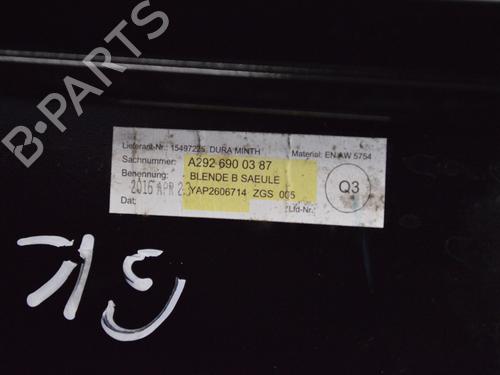 B-PARTS
Lieferant-Nr.: 15497225, DURA MINTH
Sachnummer: A292 690 03 87 Material: EN AW 5754
Benennung: BLENDE B SAEULE
2016 APR 23 YAP2606714 ZGS 005 Q3
Dat: Lfd-Nr.: